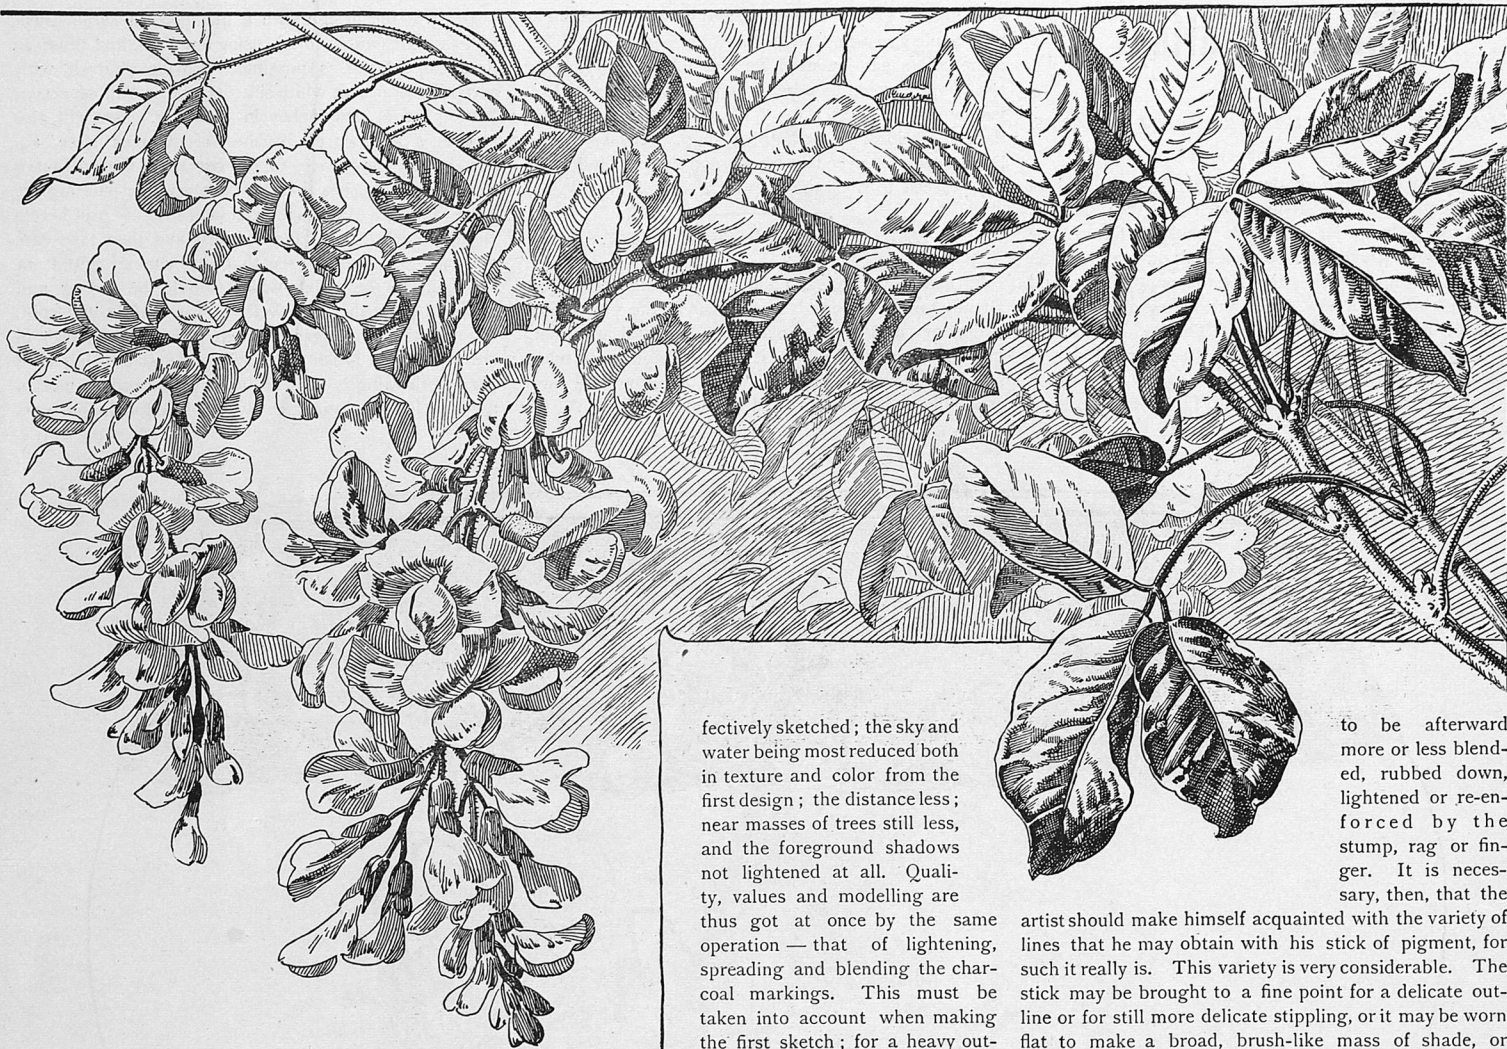 fectively sketched ; the sky and
water being most reduced both
in texture and color from the
first design ; the distance less ;
near masses of trees still less,
and the foreground shadows
not lightened at all. Quali-
ty, values and modelling are
thus got at once by the same
operation — that of lightening,
spreading and blending the char-
coal markings. This must be
taken into account when making
the first sketch ; for a heavy out-
to be afterward
more or less blend-
ed, rubbed down,
lightened or re-en-
forced by the
stump, rag or fin-
ger. It is neces-
sary, then, that the
artist should make himself acquainted with the variety of
lines that he may obtain with his stick of pigment, for
such it really is. This variety is very considerable. The
stick may be brought to a fine point for a delicate out-
line or for still more delicate stippling, or it may be worn
flat to make a broad, brush-like mass of shade, or